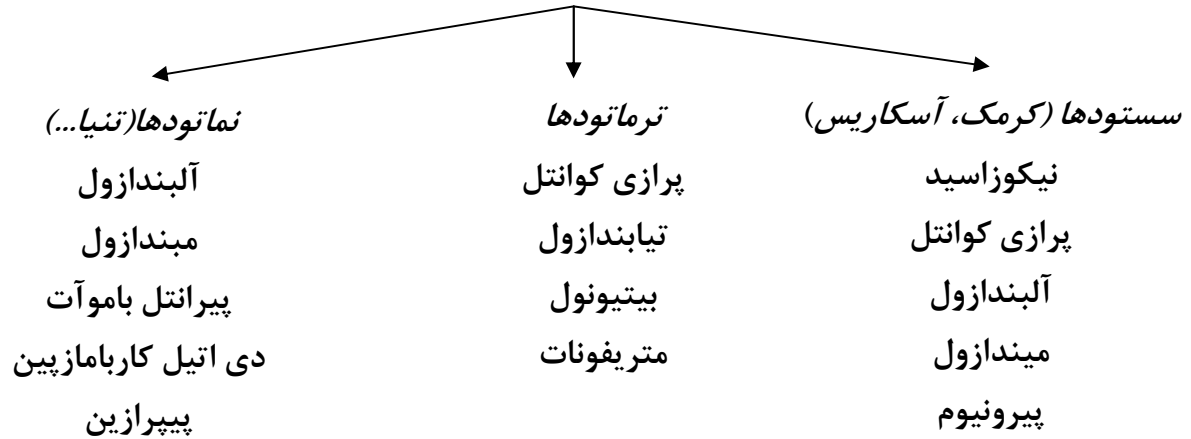 سستودها (کرمک، آسکاریس)
نیکوزاسید
پرازی کوانتل
آلبندازول
میندازول
پیرونیوم
ترماتودها
پرازی کوانتل
تیابندازول
بیتیونول
متریفونات
نماتودها(تنیا...)
آلبندازول
مبندازول
پیرانتل باموآت
دی اتیل کاربامازپین
پیپرازین